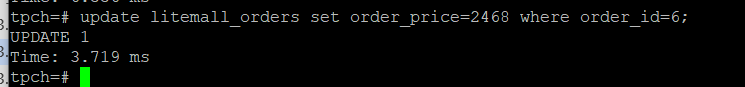 tpch=# update litemall_orders set order_price=2468 where order_id=6;
UPDATE 1
Time: 3.719 ms
tpch=#